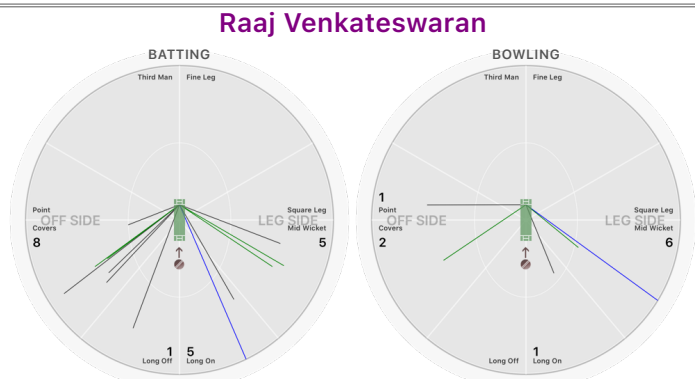 Raaj Venkateswaran
BATTING
Third Man Fine Leg
Point
OFF SIDE
Covers
8
Square Leg
LEG SIDE
Mid Wicket
5
1 5
Long Off Long On
BOWLING
Third Man Fine Leg
1
Point
OFF SIDE
Covers
2
Square Leg
LEG SIDE
Mid Wicket
6
1
Long Off Long On